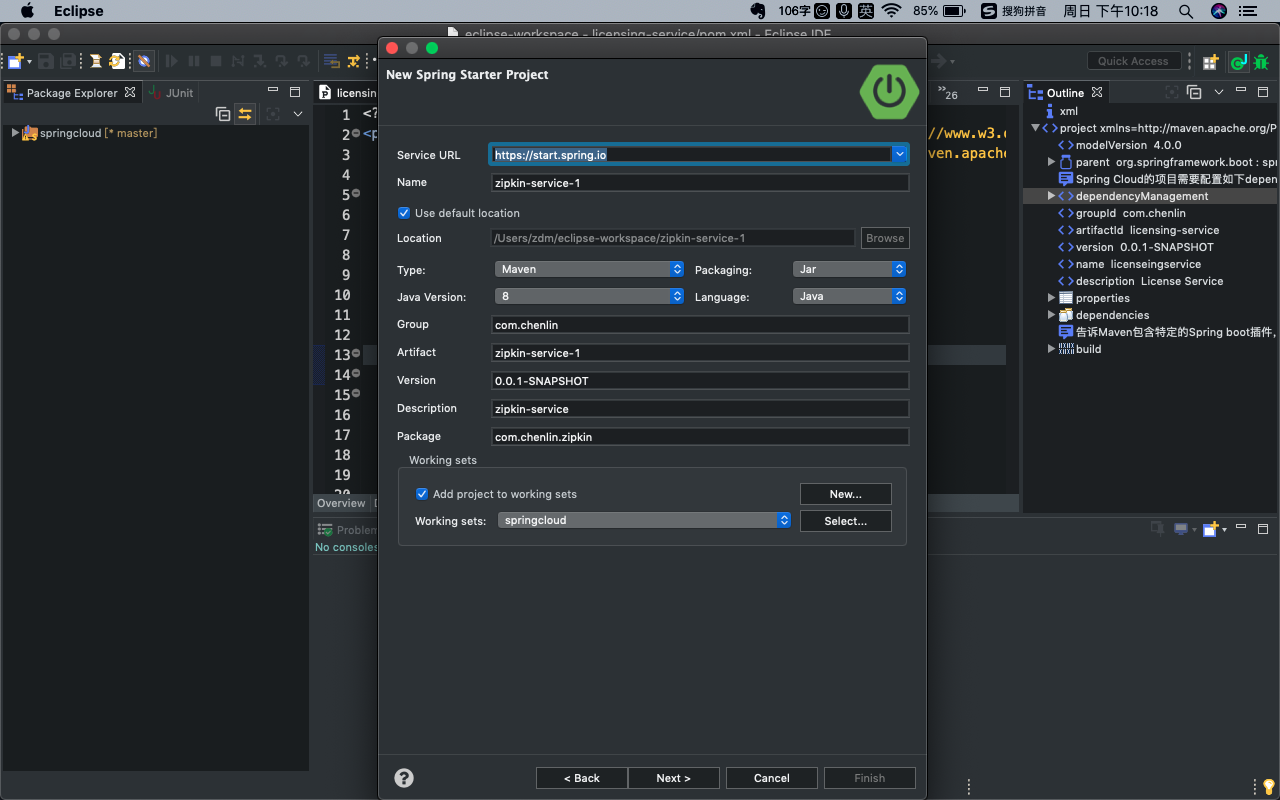 Eclipse
106字
英
85%
搜狗拼音
周日 下午10:18
eclipse-workspace - licensing-service/pom.xml - Eclipse IDE
Quick Access
Package Explorer
JUnit
springcloud [* master]
licensin
1 <?
2 <p
3
4
5
6
7
8
9
10
11
12
13
14
15
16
17
18
19
20
//www.w3.o
ven.apache
26
Overview
Problem
No consoles
New Spring Starter Project
Service URL https://start.spring.io
Name zipkin-service-1
Use default location
Location /Users/zdm/eclipse-workspace/zipkin-service-1 Browse
Type: Maven Packaging: Jar
Java Version: 8 Language: Java
Group com.chenlin
Artifact zipkin-service-1
Version 0.0.1-SNAPSHOT
Description zipkin-service
Package com.chenlin.zipkin
Working sets
Add project to working sets New...
Working sets: springcloud Select...
< Back Next > Cancel Finish
Outline
xml
project xmlns=http://maven.apache.org/P
modelVersion 4.0.0
parent org.springframework.boot : spr
Spring Cloud的项目需要配置如下depen
dependencyManagement
groupId com.chenlin
artifactId licensing-service
version 0.0.1-SNAPSHOT
name licenseingservice
description License Service
properties
dependencies
告诉Maven包含特定的Spring boot插件,
build